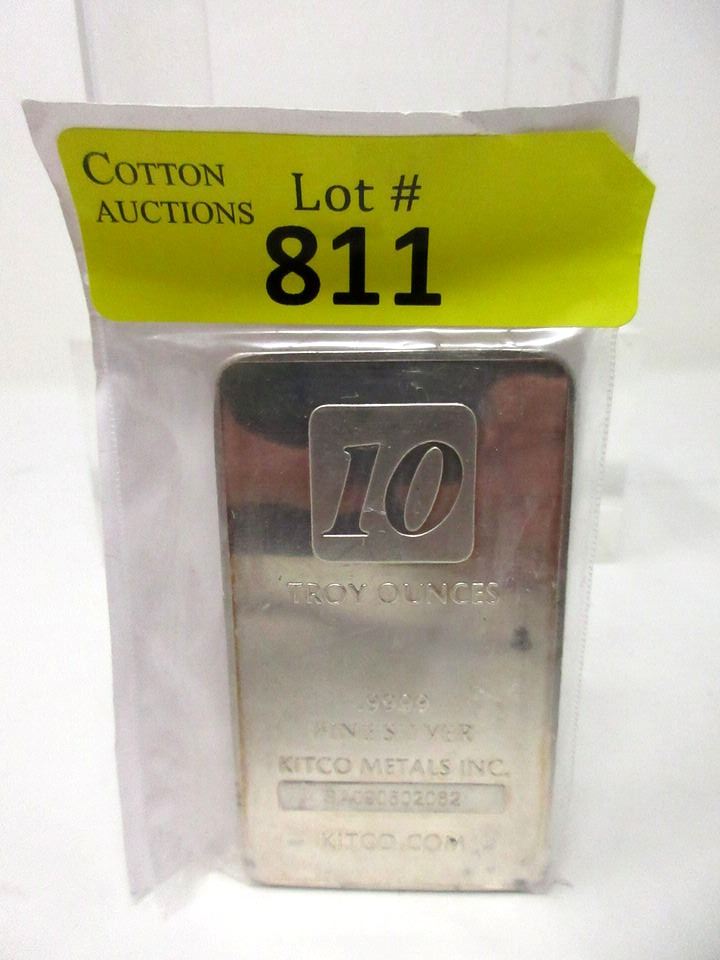 COTTON
AUCTIONS
Lot #
811
10
TROY OUNCES
.9999
FINE SILVER
KITCO METALS INC.
KITCO.COM